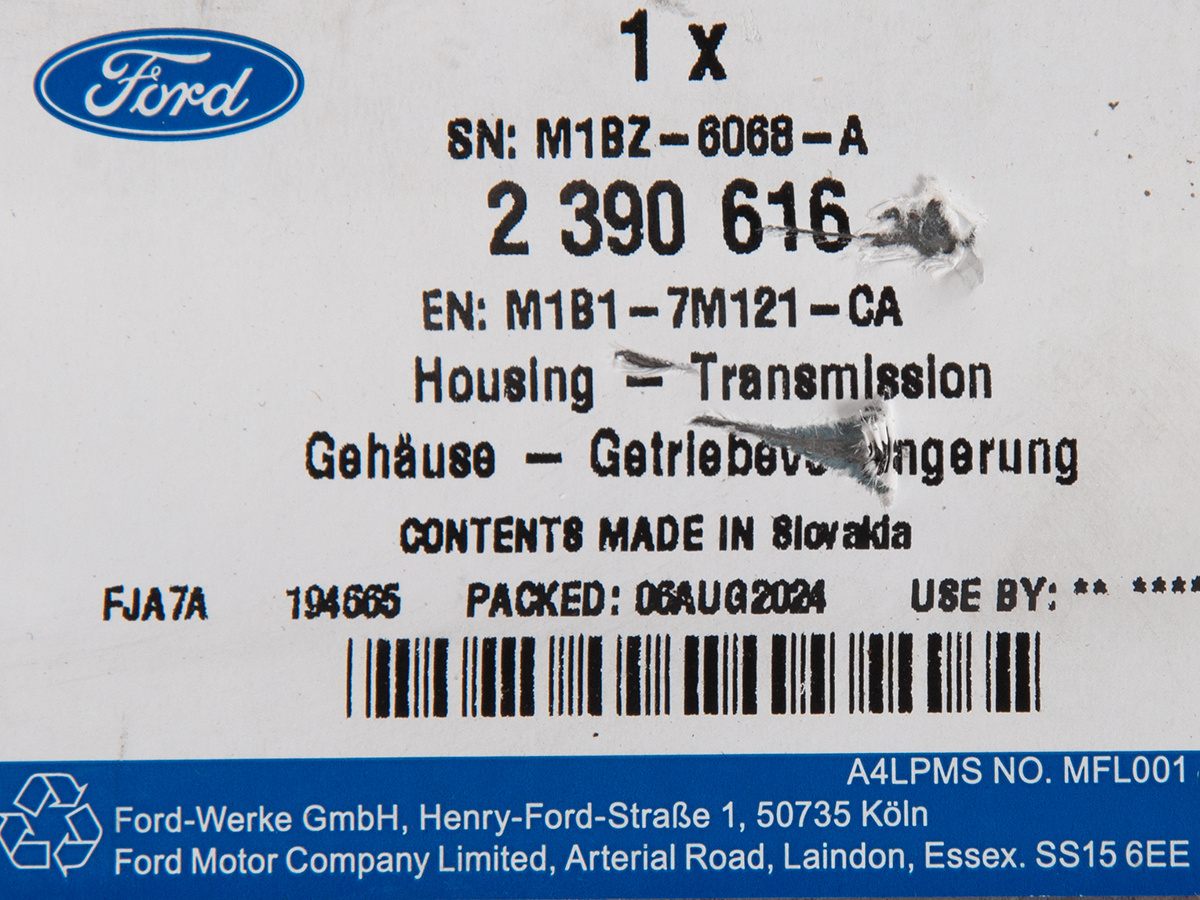 Ford
1 x
SN: M1BZ-6068-A
2 390 616
EN: M1B1-7M121-CA
Housing - Transmission
Gehäuse -
CONTENTS MADE IN Slovakia
FJA7A 194665 PACKED: 06AUG2024 USE BY: ** ****
A4LPMS NO. MFL001
Ford-Werke GmbH, Henry-Ford-Straße 1, 50735 Köln
Ford Motor Company Limited, Arterial Road, Laindon, Essex. SS15 6EE